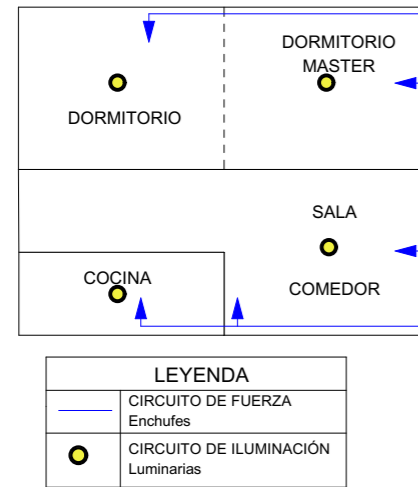 DORMITORIO
MASTER
DORMITORIO
SALA
COCINA
COMEDOR
LEYENDA
CIRCUITO DE FUERZA
Enchufes
CIRCUITO DE ILUMINACIÓN
Luminarias